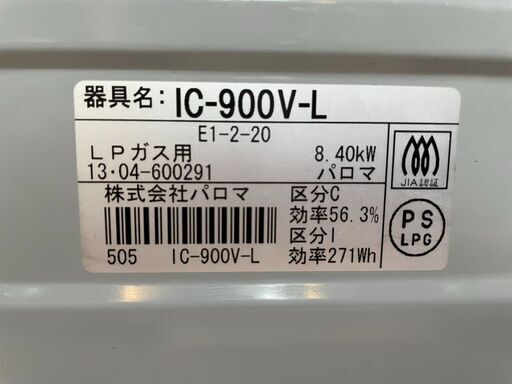 器具名: IC-900V-L
E1-2-20
LPガス用 8.40kW
13・04-600291 パロマ
株式会社パロマ 区分C
効率56.3%
区分I
505 IC-900V-L 効率271Wh
JIA認証
PS
LPG